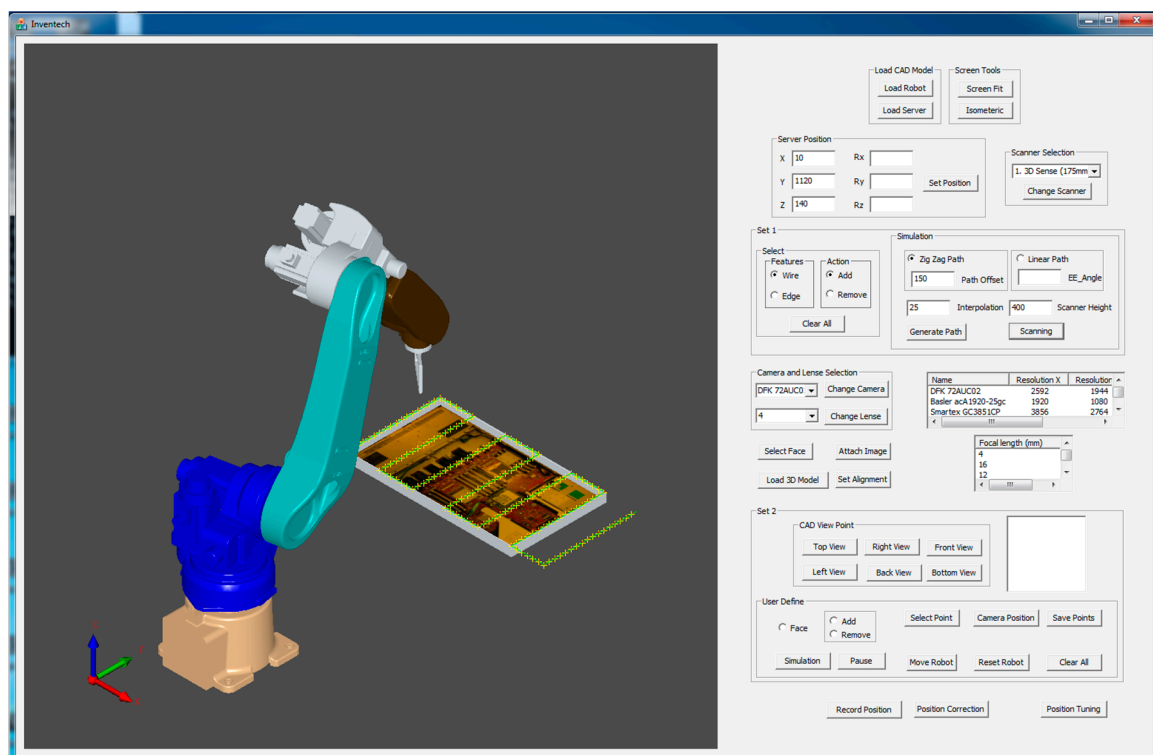 Inventech
Load CAD Model
Screen Tools
Load Robot
Screen Fit
Load Server
Isometeric
Server Position
X 10 Rx
Y 1120 Ry
Z 140 Rz
Set Position
Scanner Selection
1. 3D Sense (175mm
Change Scanner
Set 1
Select
Features
Wire
Edge
Action
Add
Remove
Clear All
Simulation
Zig Zag Path
150 Path Offset
Linear Path
EE_Angle
25 Interpolation 400 Scanner Height
Generate Path
Scanning
Camera and Lense Selection
DFK 72AUC0
Change Camera
4
Change Lense
Name Resolution X Resolution
DFK 72AUC02 2592 1944
Basler acA1920-25gc 1920 1080
Smartex GC3851CP 3856 2764
Select Face
Attach Image
Load 3D Model
Set Alignment
Focal length (mm)
4
16
12
Set 2
CAD View Point
Top View
Right View
Front View
Left View
Back View
Bottom View
User Define
Face
Add
Remove
Select Point
Camera Position
Save Points
Simulation
Pause
Move Robot
Reset Robot
Clear All
Record Position
Position Correction
Position Tuning